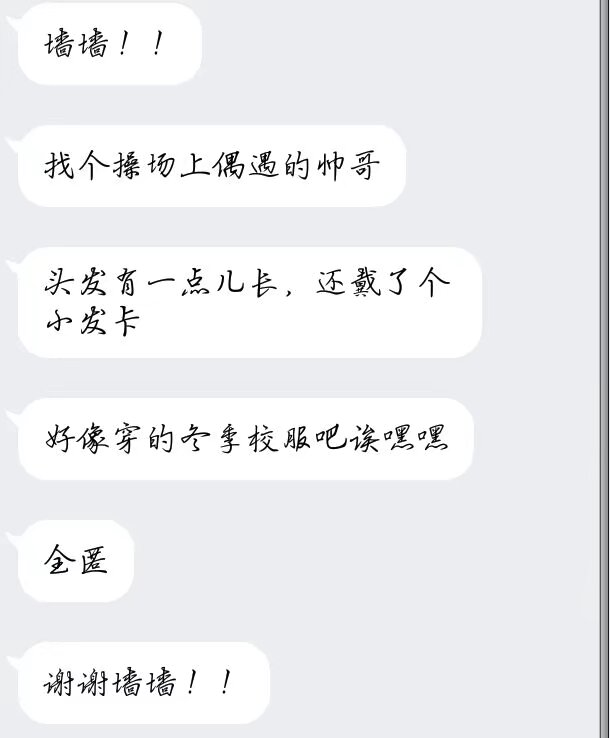 墙墙！！
找个操场上偶遇的帅哥
头发有一点儿长，还戴了个
小发卡
好像穿的冬季校服吧诶嘿嘿
全匿
谢谢墙墙！！